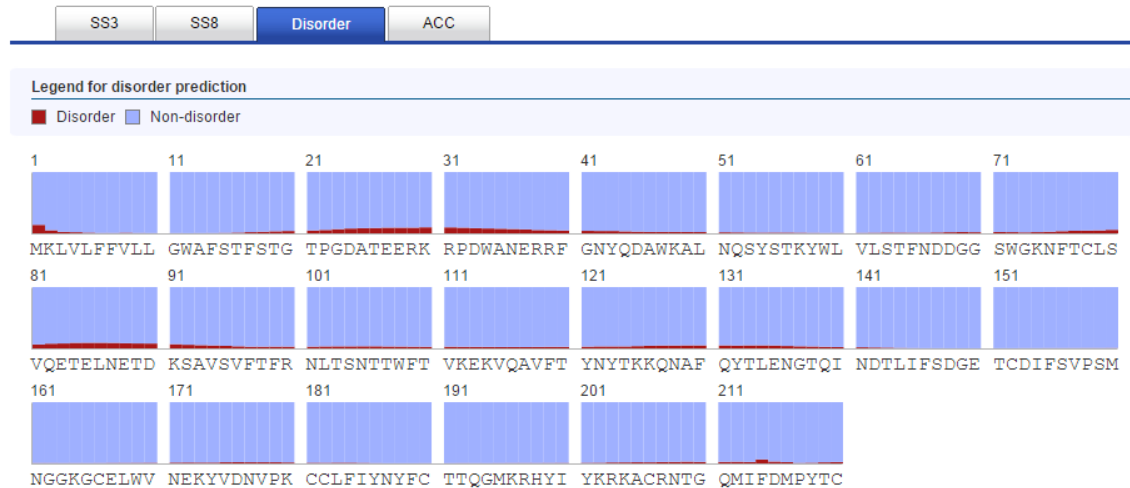 SS3 SS8 Disorder ACC
Legend for disorder prediction
Disorder Non-disorder
1 11 21 31 41 51 61 71
MKLVLFFVLL GWAFSTFSTG TPGDATEERK RPDWANERRF GNYQDAWKAL NQSYSTKYWL VLSTFNDDGG SWGKNFTCLS
81 91 101 111 121 131 141 151
VQETELNETD KSAVSVFTFR NLTSNTTWFT VKEKVQAVFT YNYTKKQNAF QYTLENGTQI NDTLIFSDGE TCDIFSVPSM
161 171 181 191 201 211
NGGKGCELWV NEKYVDNVPK CCLFIYNYFC TTQGMKRHYI YKRKACRNTG QMIFDMPYTC